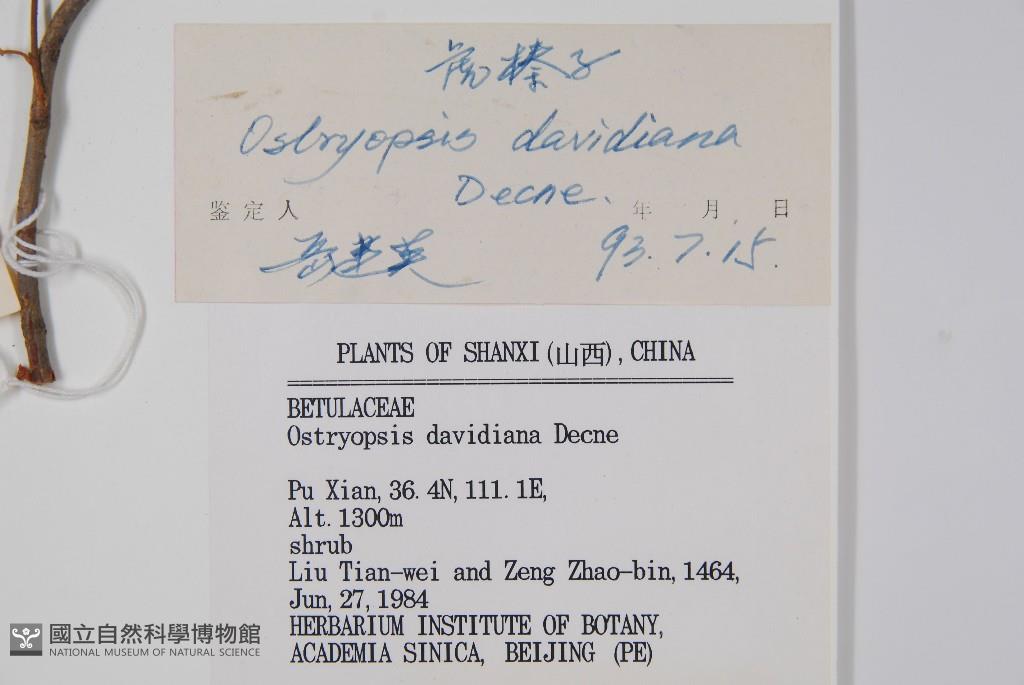 虎榛子
Ostryopsis davidiana
Decne.
鉴定人 年 月 日
93.7.15.
PLANTS OF SHANXI(山西), CHINA
BETULACEAE
Ostryopsis davidiana Decne
Pu Xian, 36.4N, 111.1E,
Alt. 1300m
shrub
Liu Tian-wei and Zeng Zhao-bin, 1464,
Jun, 27, 1984
HERBARIUM INSTITUTE OF BOTANY,
ACADEMIA SINICA, BEIJING (PE)
國立自然科學博物館
NATIONAL MUSEUM OF NATURAL SCIENCE